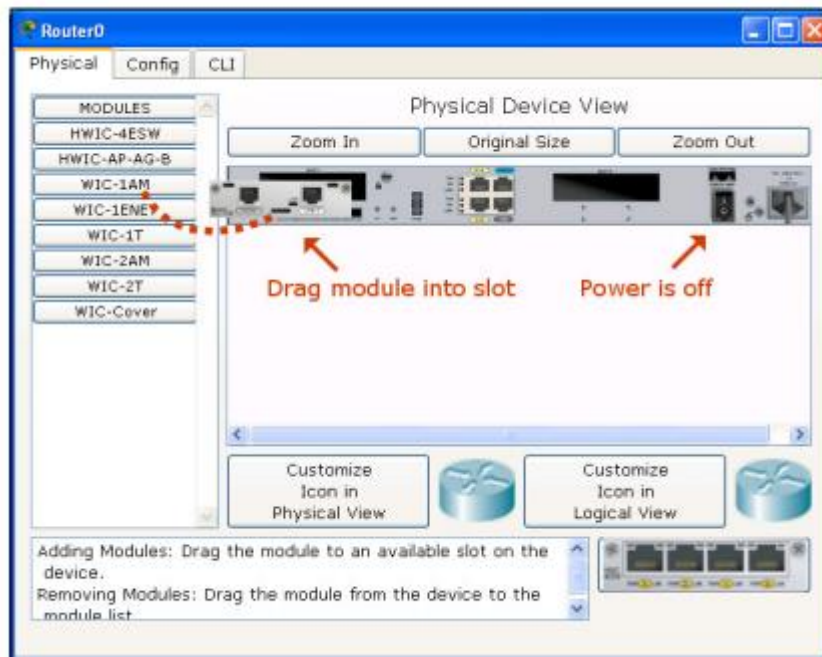 Router0
Physical Config CLI
MODULES
HWIC-4ESW
HWIC-AP-AG-B
WIC-1AM
WIC-1ENET
WIC-1T
WIC-2AM
WIC-2T
WIC-Cover
Physical Device View
Zoom In Original Size Zoom Out
Drag module into slot Power is off
Customize
Icon in
Physical View
Customize
Icon in
Logical View
Adding Modules: Drag the module to an available slot on the
device.
Removing Modules: Drag the module from the device to the
module list